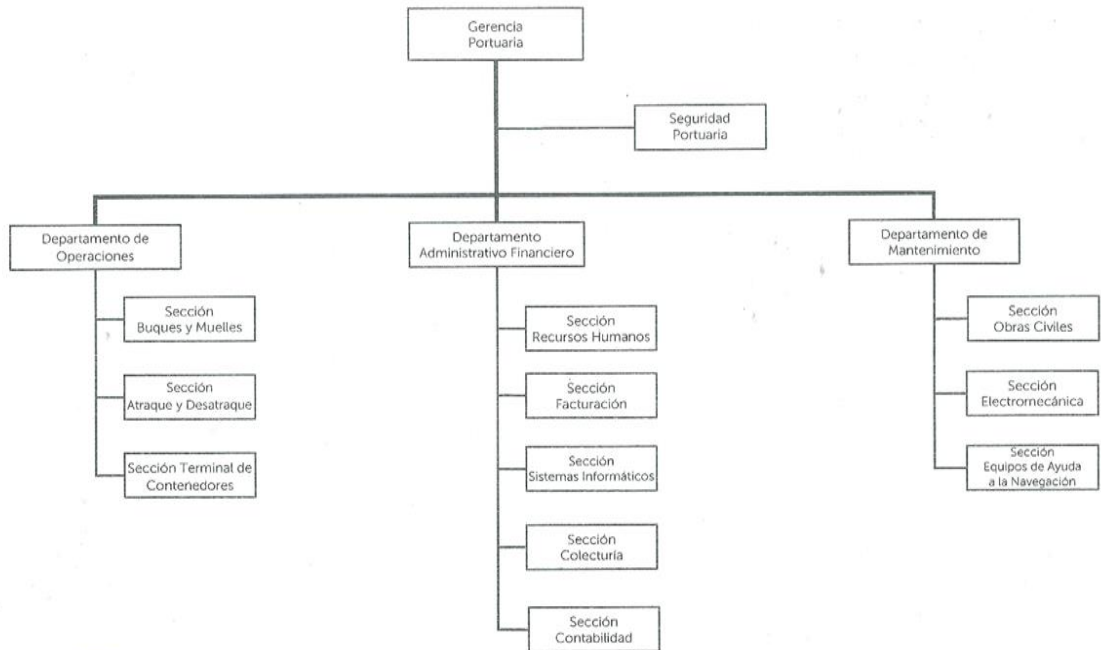 Gerencia
Portuaria
Seguridad
Portuaria
Departamento de
Operaciones
Sección
Buques y Muelles
Sección
Atraque y Desatraque
Sección Terminal de
Contenedores
Departamento
Administrativo Financiero
Sección
Recursos Humanos
Sección
Facturación
Sección
Sistemas Informáticos
Sección
Colecturía
Sección
Contabilidad
Departamento de
Mantenimiento
Sección
Obras Civiles
Sección
Electromecánica
Sección
Equipos de Ayuda
a la Navegación